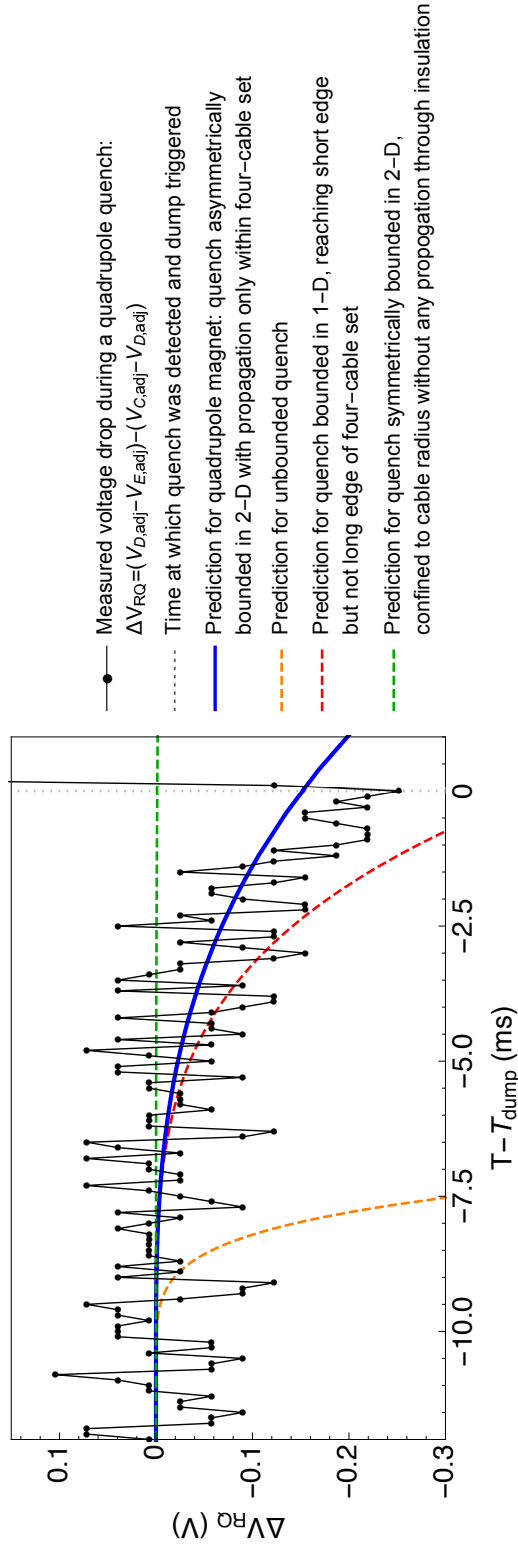 ΔV_RQ (V)
0.1
0
−0.1
−0.2
−0.3
−10.0
−7.5
−5.0
−2.5
0
T−T_dump (ms)
Measured voltage drop during a quadrupole quench:
ΔV_RQ=(V_D,adj−V_E,adj)−(V_C,adj−V_D,adj)
Time at which quench was detected and dump triggered
Prediction for quadrupole magnet: quench asymmetrically
bounded in 2−D with propagation only within four−cable set
Prediction for unbounded quench
Prediction for quench bounded in 1−D, reaching short edge
but not long edge of four−cable set
Prediction for quench symmetrically bounded in 2−D,
confined to cable radius without any propogation through insulation